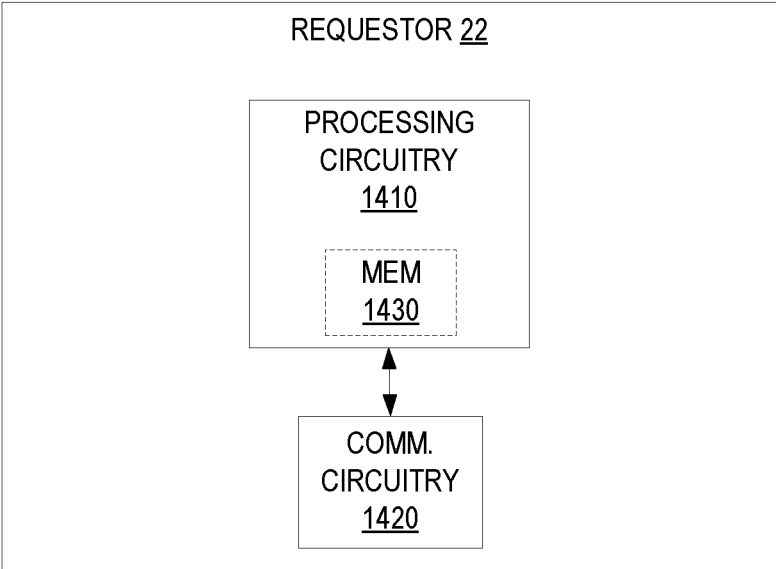 REQUESTOR 22
PROCESSING
CIRCUITRY
1410
MEM
1430
COMM.
CIRCUITRY
1420